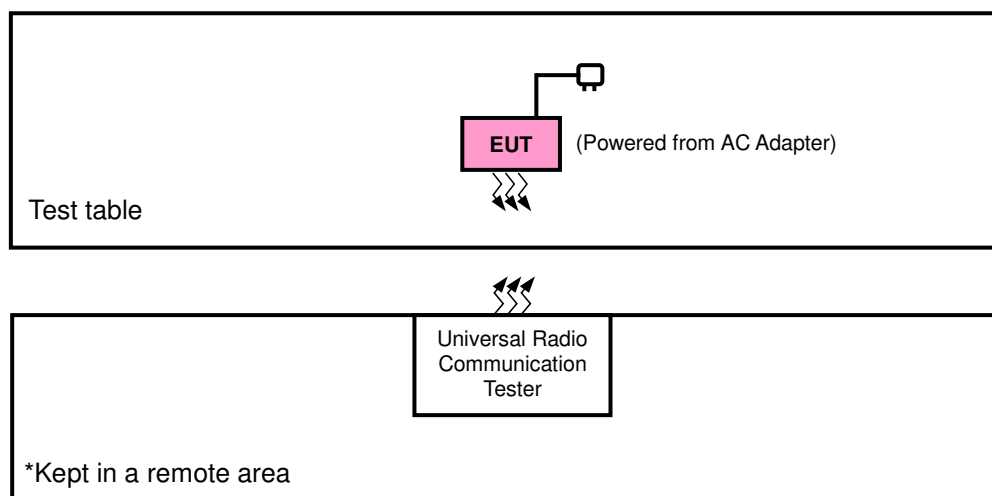 EUT
(Powered from AC Adapter)
Test table
Universal Radio
Communication
Tester
*Kept in a remote area